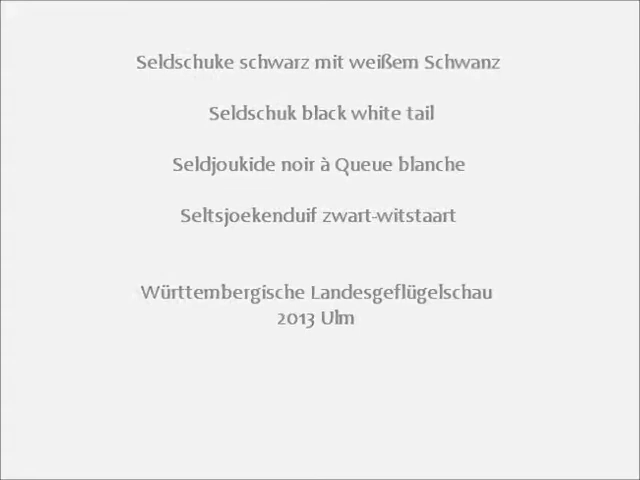 Seldschuke schwarz mit weißem Schwanz
Seldschuk black white tail
Seldjoukide noir à Queue blanche
Seltsjoekenduif zwart-witstaart
Württembergische Landesgeflügelschau
2013 Ulm